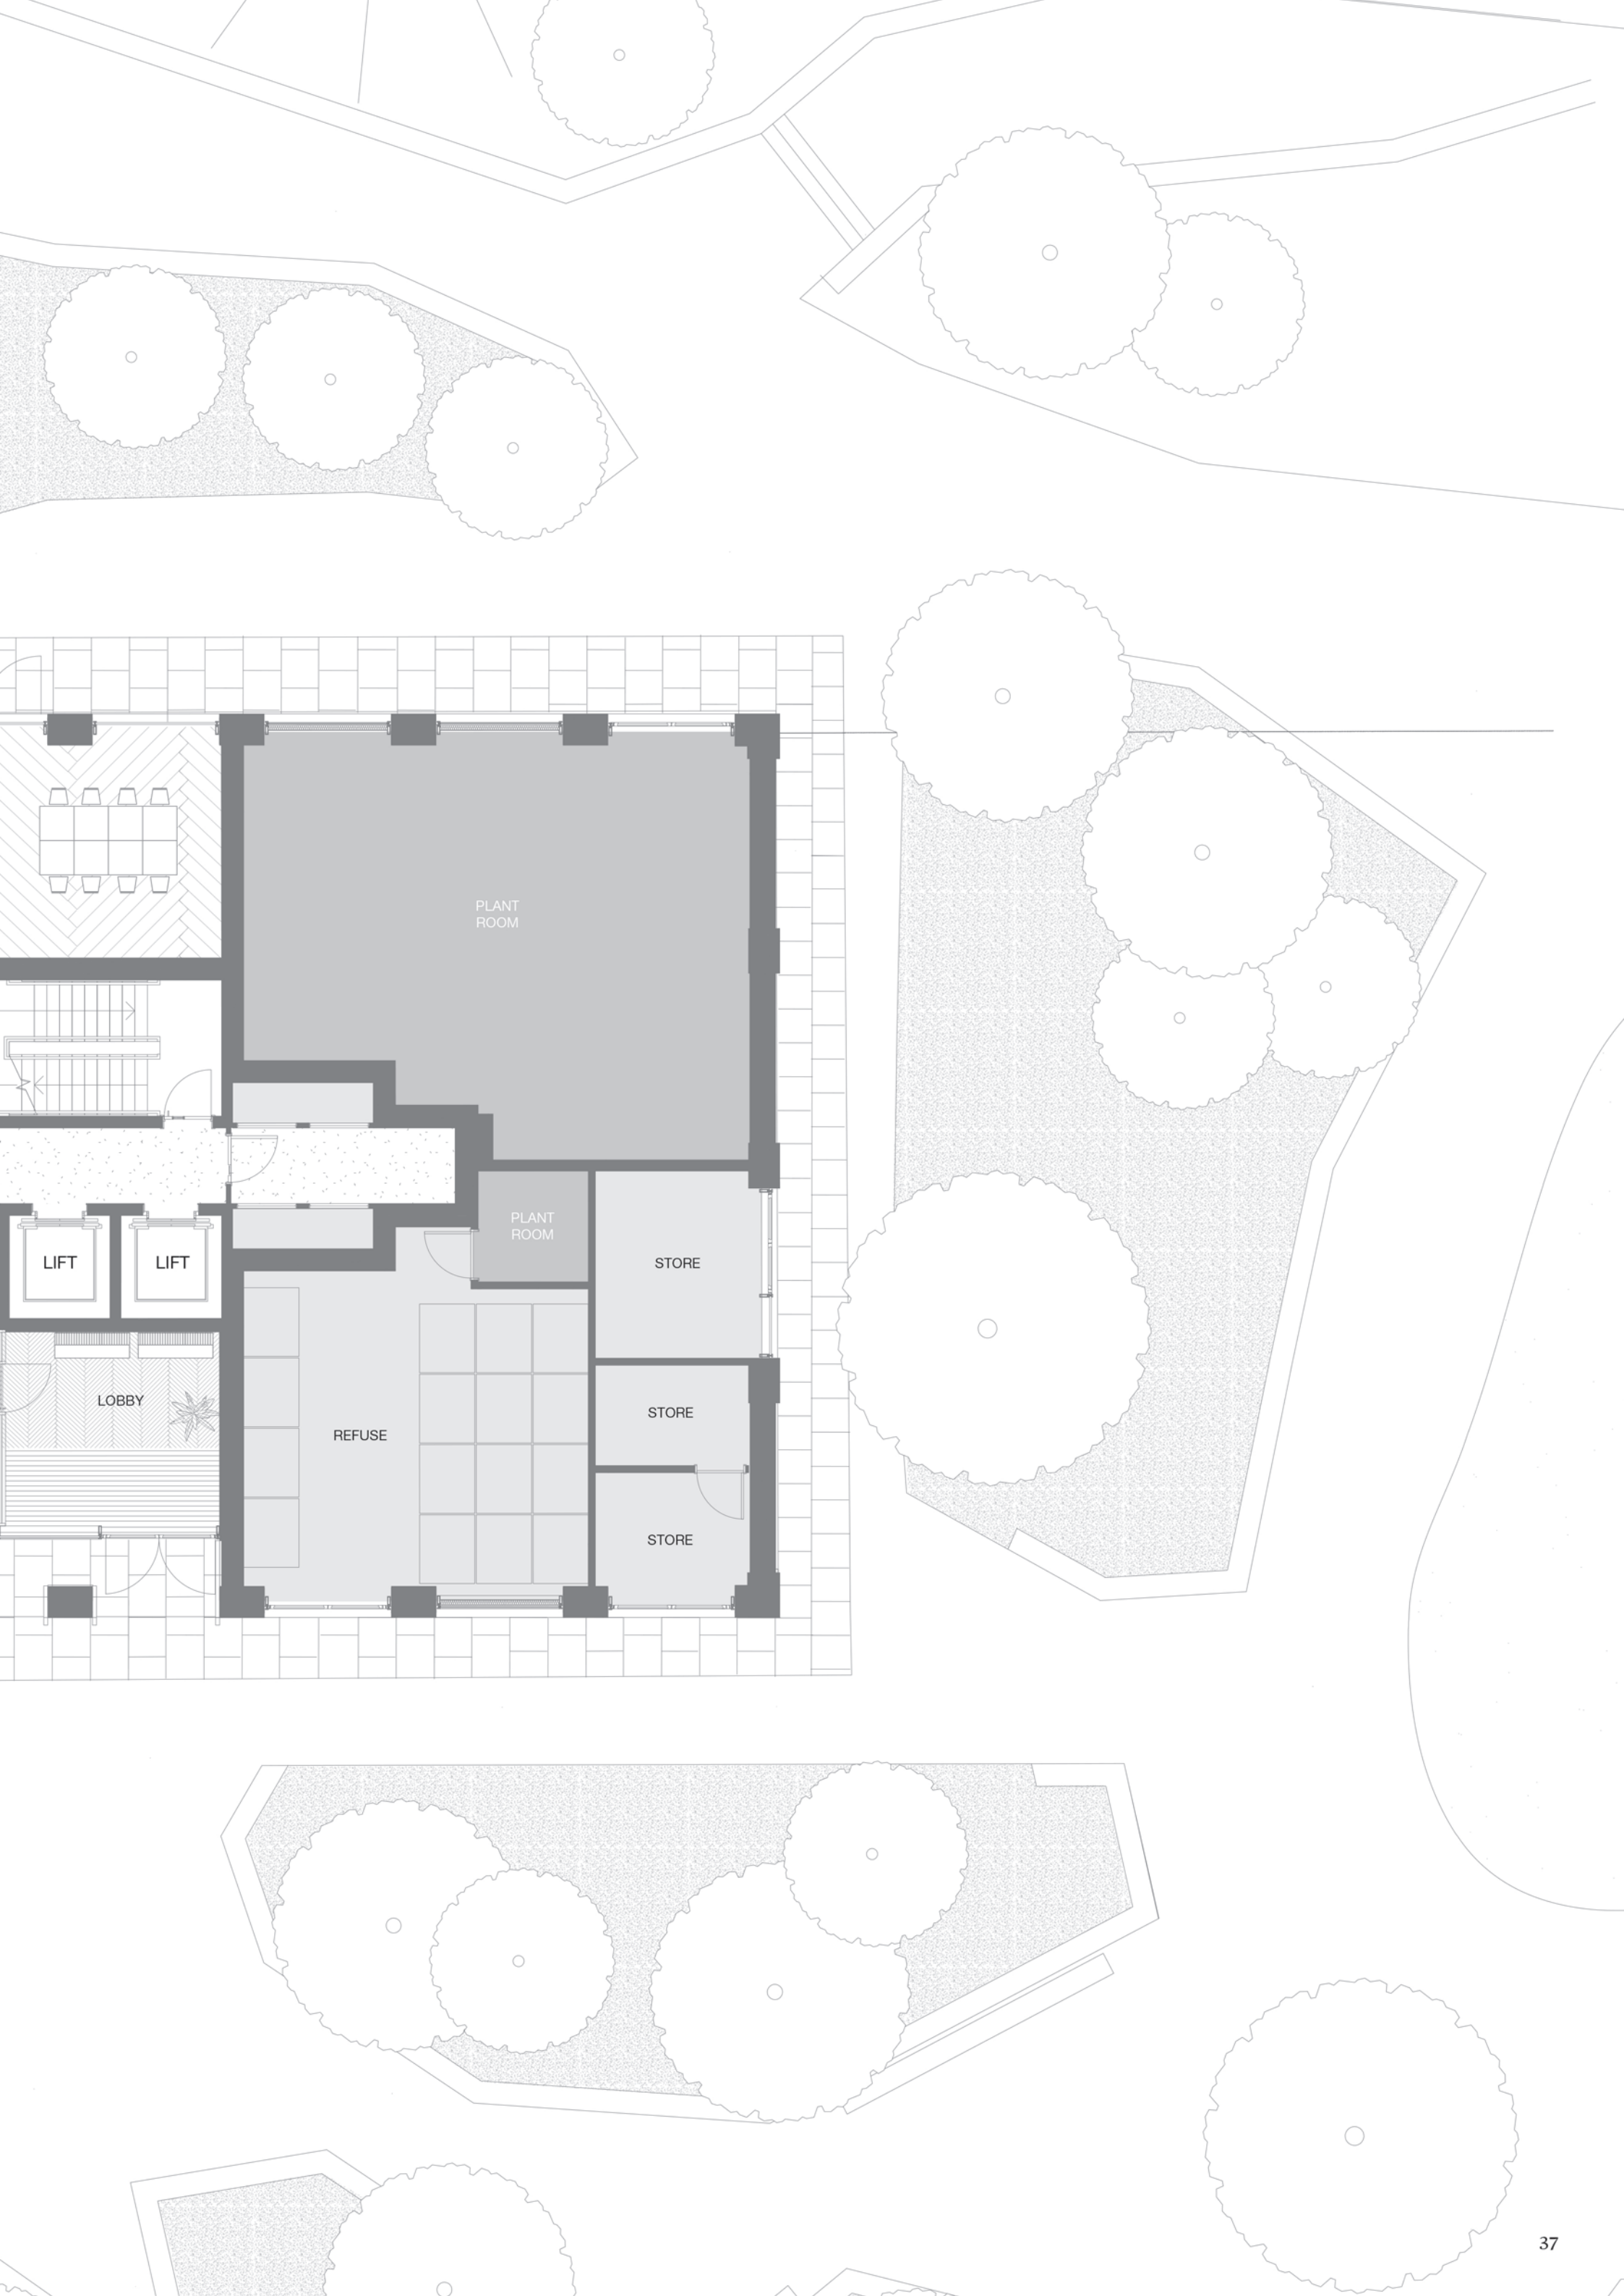 PLANT
ROOM
PLANT
ROOM
LIFT
LIFT
STORE
LOBBY
STORE
REFUSE
STORE
37